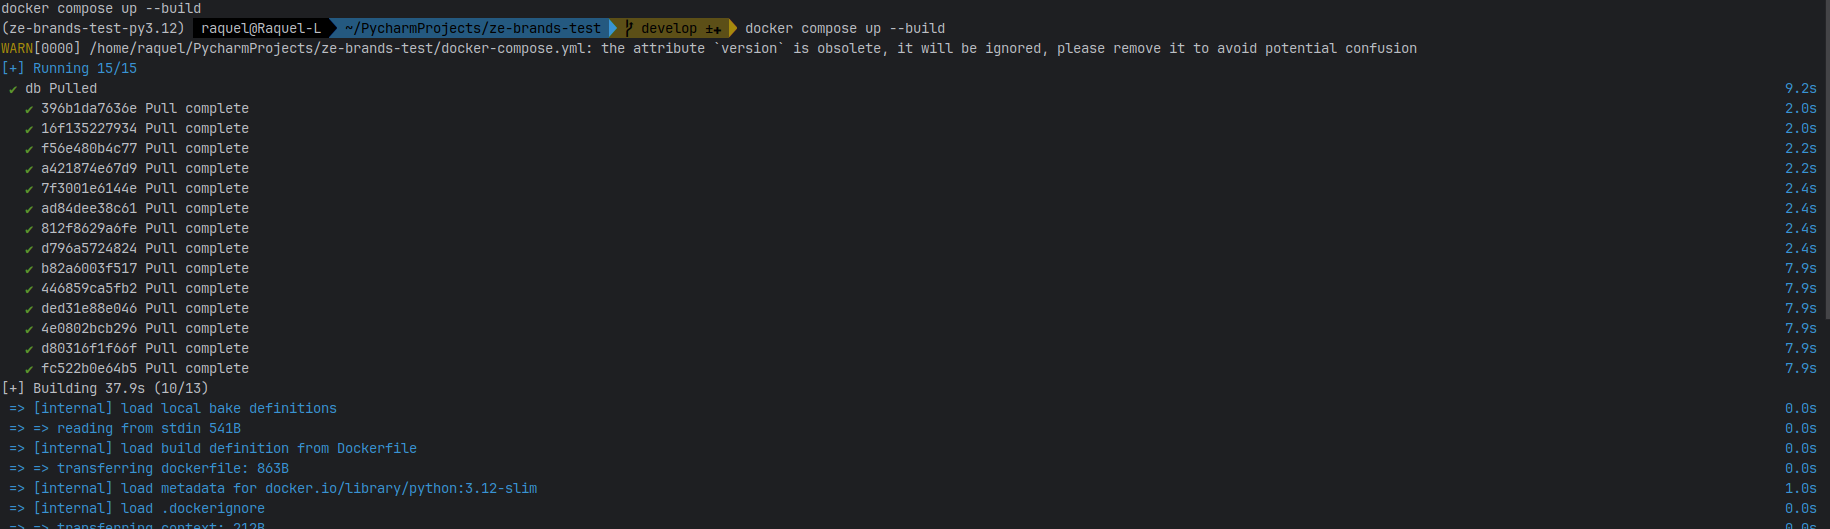 docker compose up --build
(ze-brands-test-py3.12) raquel@Raquel-L ~/PycharmProjects/ze-brands-test develop ±✚ docker compose up --build
WARN[0000] /home/raquel/PycharmProjects/ze-brands-test/docker-compose.yml: the attribute `version` is obsolete, it will be ignored, please remove it to avoid potential confusion
[+] Running 15/15
✔ db Pulled 9.2s
✔ 396b1da7636e Pull complete 2.0s
✔ 16f135227934 Pull complete 2.0s
✔ f56e480b4c77 Pull complete 2.2s
✔ a421874e67d9 Pull complete 2.2s
✔ 7f3001e6144e Pull complete 2.4s
✔ ad84dee38c61 Pull complete 2.4s
✔ 812f8629a6fe Pull complete 2.4s
✔ d796a5724824 Pull complete 2.4s
✔ b82a6003f517 Pull complete 7.9s
✔ 446859ca5fb2 Pull complete 7.9s
✔ ded31e88e046 Pull complete 7.9s
✔ 4e0802bcb296 Pull complete 7.9s
✔ d80316f1f66f Pull complete 7.9s
✔ fc522b0e64b5 Pull complete 7.9s
[+] Building 37.9s (10/13)
=> [internal] load local bake definitions 0.0s
=> => reading from stdin 541B 0.0s
=> [internal] load build definition from Dockerfile 0.0s
=> => transferring dockerfile: 863B 0.0s
=> [internal] load metadata for docker.io/library/python:3.12-slim 1.0s
=> [internal] load .dockerignore 0.0s
=> => transferring context: 212B 0.0s